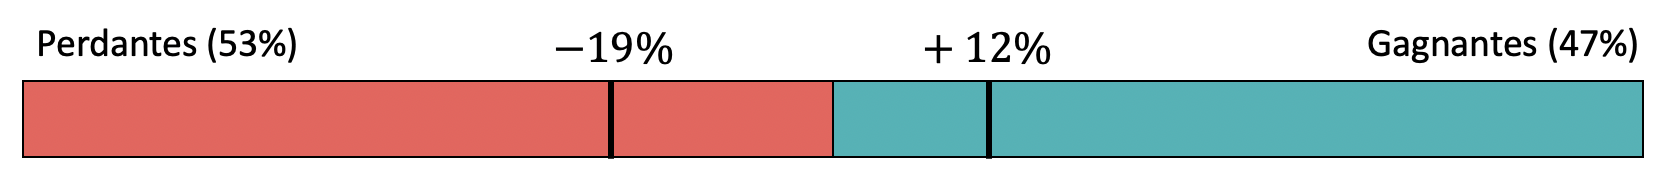 Perdantes (53%) −19% + 12% Gagnantes (47%)